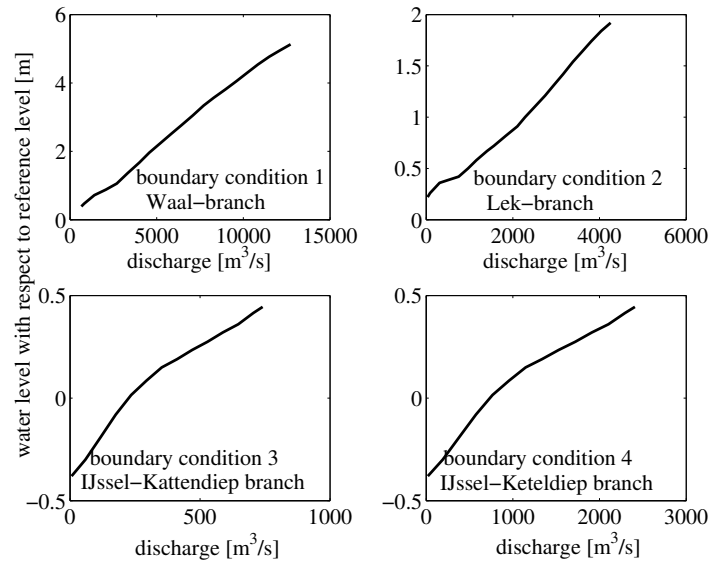 water level with respect to reference level [m]
6
4
2
0
0
5000
10000
15000
boundary condition 1
Waal−branch
discharge [m³/s]
2
1.5
1
0.5
0
0
2000
4000
6000
boundary condition 2
Lek−branch
discharge [m³/s]
0.5
0
−0.5
0
500
1000
boundary condition 3
IJssel−Kattendiep branch
discharge [m³/s]
0.5
0
−0.5
0
1000
2000
3000
boundary condition 4
IJssel−Keteldiep branch
discharge [m³/s]